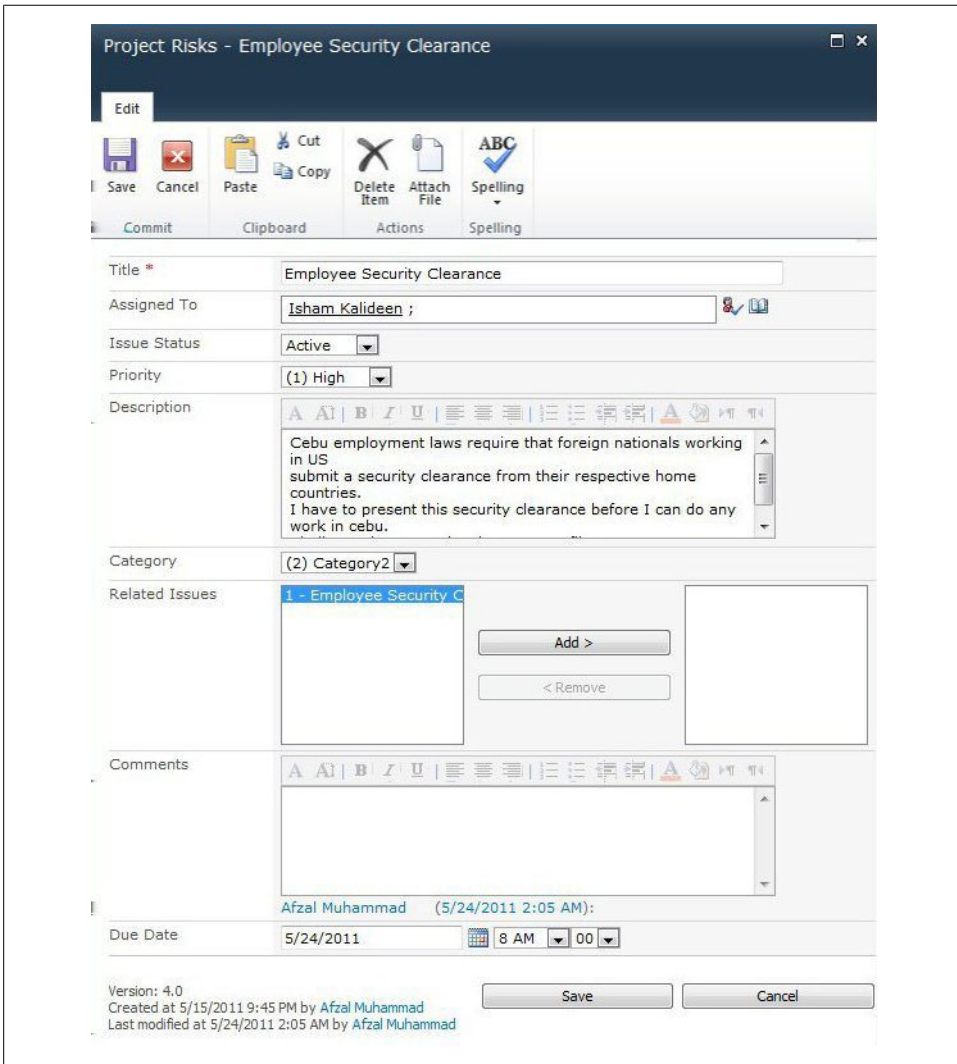 Project Risks - Employee Security Clearance
Edit
Save Cancel Paste Cut Copy Delete Item Attach File ABC Spelling
Commit Clipboard Actions Spelling
Title * Employee Security Clearance
Assigned To Isham Kalideen ;
Issue Status Active
Priority (1) High
Description A AI B I U A
Cebu employment laws require that foreign nationals working
in US
submit a security clearance from their respective home
countries.
I have to present this security clearance before I can do any
work in cebu.
Category (2) Category2
Related Issues 1 - Employee Security C
Add >
< Remove
Comments A AI B I U A
Afzal Muhammad (5/24/2011 2:05 AM):
Due Date 5/24/2011 8 AM 00
Version: 4.0
Created at 5/15/2011 9:45 PM by Afzal Muhammad
Last modified at 5/24/2011 2:05 AM by Afzal Muhammad
Save Cancel